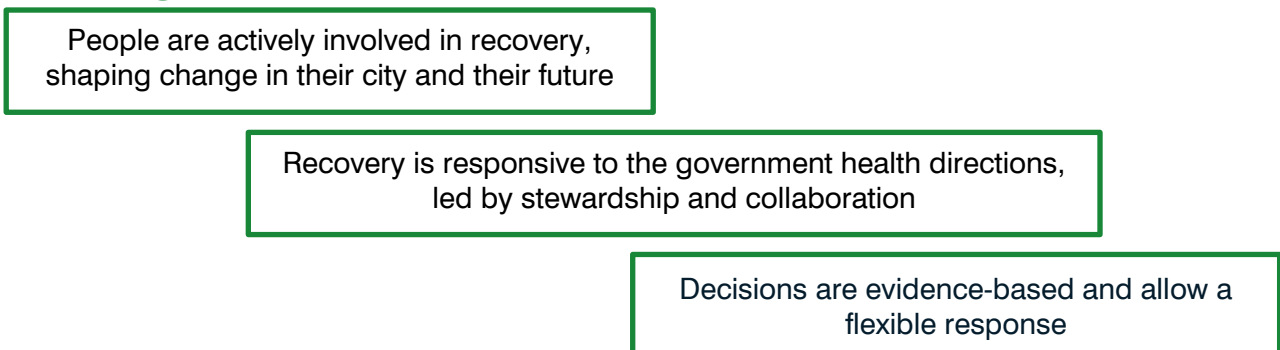 People are actively involved in recovery,
shaping change in their city and their future
Recovery is responsive to the government health directions,
led by stewardship and collaboration
Decisions are evidence-based and allow a
flexible response